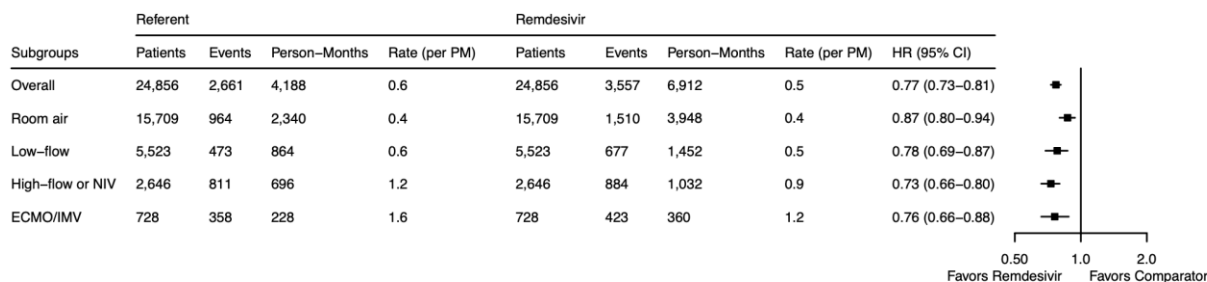 Referent Remdesivir
Subgroups Patients Events Person−Months Rate (per PM) Patients Events Person−Months Rate (per PM) HR (95% CI)
Overall 24,856 2,661 4,188 0.6 24,856 3,557 6,912 0.5 0.77 (0.73−0.81)
Room air 15,709 964 2,340 0.4 15,709 1,510 3,948 0.4 0.87 (0.80−0.94)
Low−flow 5,523 473 864 0.6 5,523 677 1,452 0.5 0.78 (0.69−0.87)
High−flow or NIV 2,646 811 696 1.2 2,646 884 1,032 0.9 0.73 (0.66−0.80)
ECMO/IMV 728 358 228 1.6 728 423 360 1.2 0.76 (0.66−0.88)
0.50 1.0 2.0
Favors Remdesivir Favors Comparator